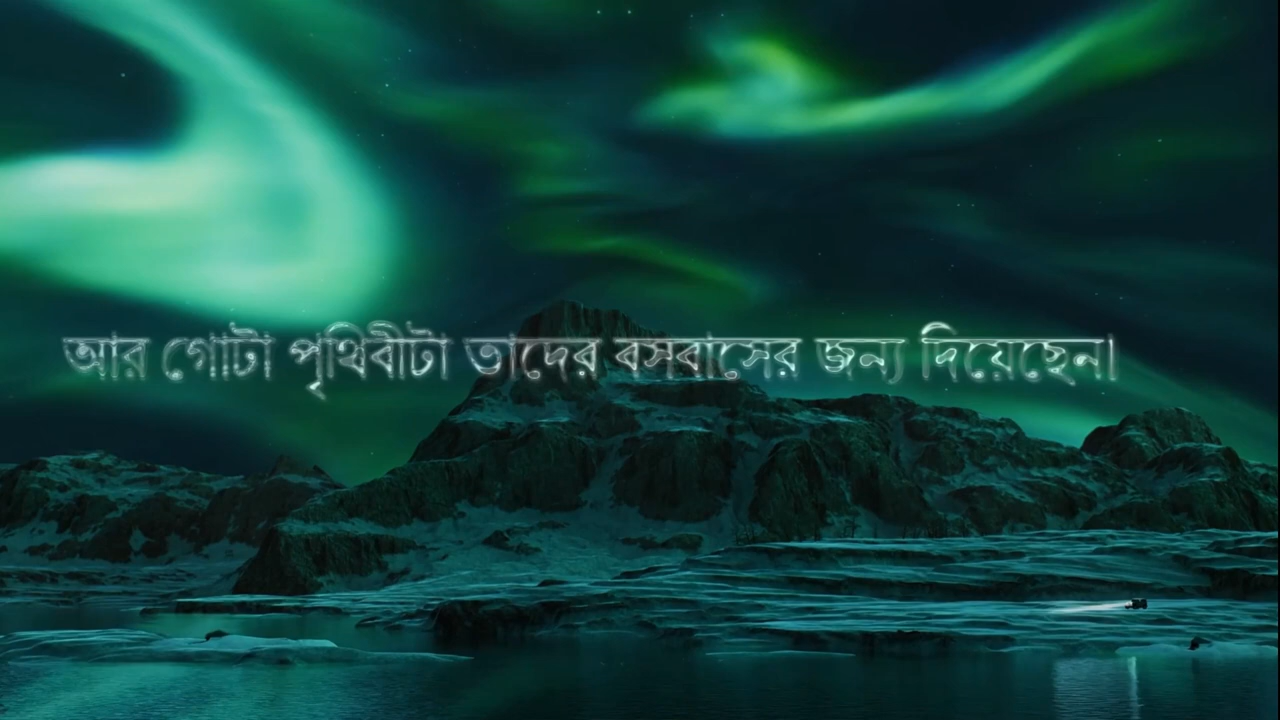 আর গোটা পৃথিবীটা তাদের বসবাসের জন্য দিয়েছেন।